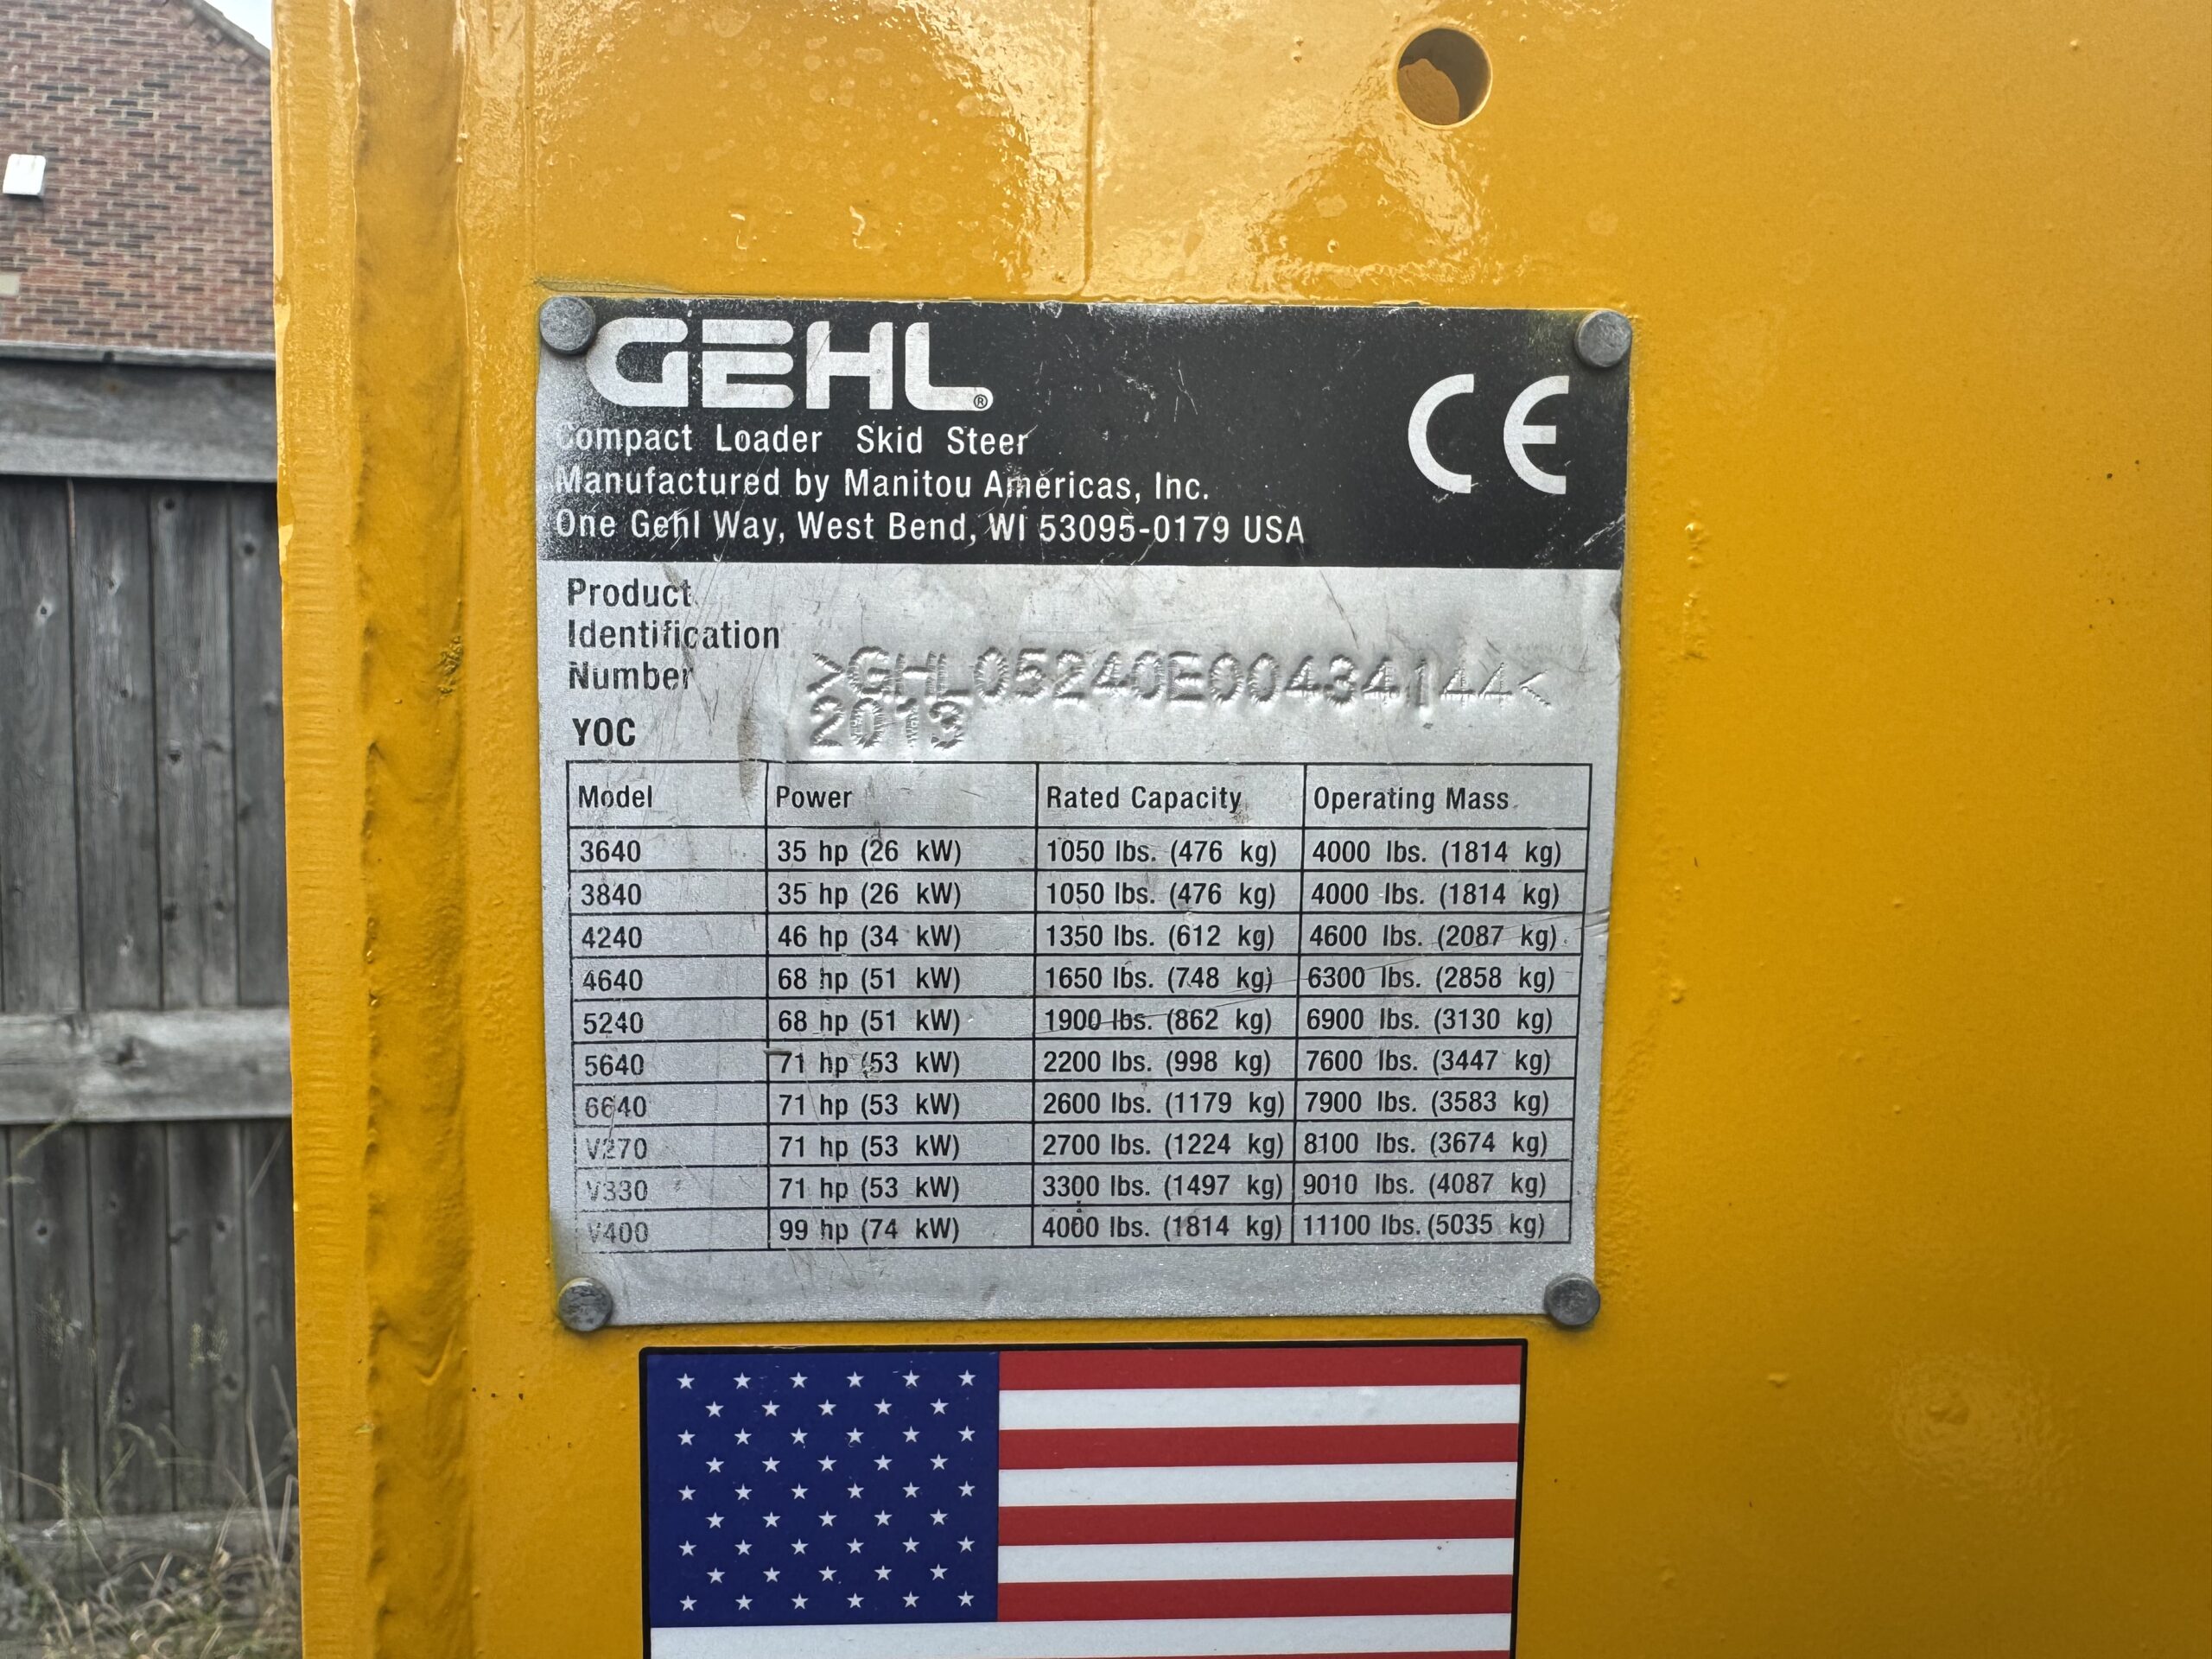 GEHL®
Compact Loader Skid Steer
Manufactured by Manitou Americas, Inc.
One Gehl Way, West Bend, WI 53095-0179 USA
CE
Product
Identification
Number >GHL05240E00434144<
YOC 2013
Model Power Rated Capacity Operating Mass
3640 35 hp (26 kW) 1050 lbs. (476 kg) 4000 lbs. (1814 kg)
3840 35 hp (26 kW) 1050 lbs. (476 kg) 4000 lbs. (1814 kg)
4240 46 hp (34 kW) 1350 lbs. (612 kg) 4600 lbs. (2087 kg)
4640 68 hp (51 kW) 1650 lbs. (748 kg) 6300 lbs. (2858 kg)
5240 68 hp (51 kW) 1900 lbs. (862 kg) 6900 lbs. (3130 kg)
5640 71 hp (53 kW) 2200 lbs. (998 kg) 7600 lbs. (3447 kg)
6640 71 hp (53 kW) 2600 lbs. (1179 kg) 7900 lbs. (3583 kg)
V270 71 hp (53 kW) 2700 lbs. (1224 kg) 8100 lbs. (3674 kg)
V330 71 hp (53 kW) 3300 lbs. (1497 kg) 9010 lbs. (4087 kg)
V400 99 hp (74 kW) 4000 lbs. (1814 kg) 11100 lbs. (5035 kg)